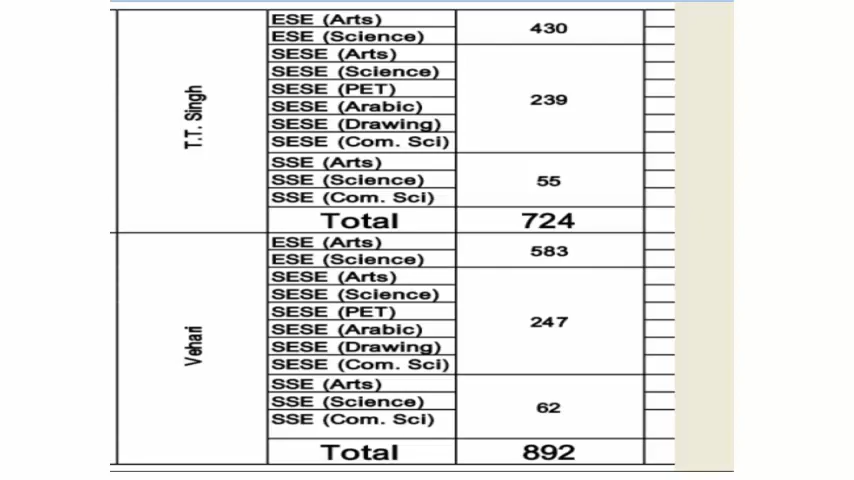 T.T. Singh
ESE (Arts)
ESE (Science)
430
SESE (Arts)
SESE (Science)
SESE (PET)
SESE (Arabic)
SESE (Drawing)
SESE (Com. Sci)
239
SSE (Arts)
SSE (Science)
SSE (Com. Sci)
55
Total 724
Vehari
ESE (Arts)
ESE (Science)
583
SESE (Arts)
SESE (Science)
SESE (PET)
SESE (Arabic)
SESE (Drawing)
SESE (Com. Sci)
247
SSE (Arts)
SSE (Science)
SSE (Com. Sci)
62
Total 892